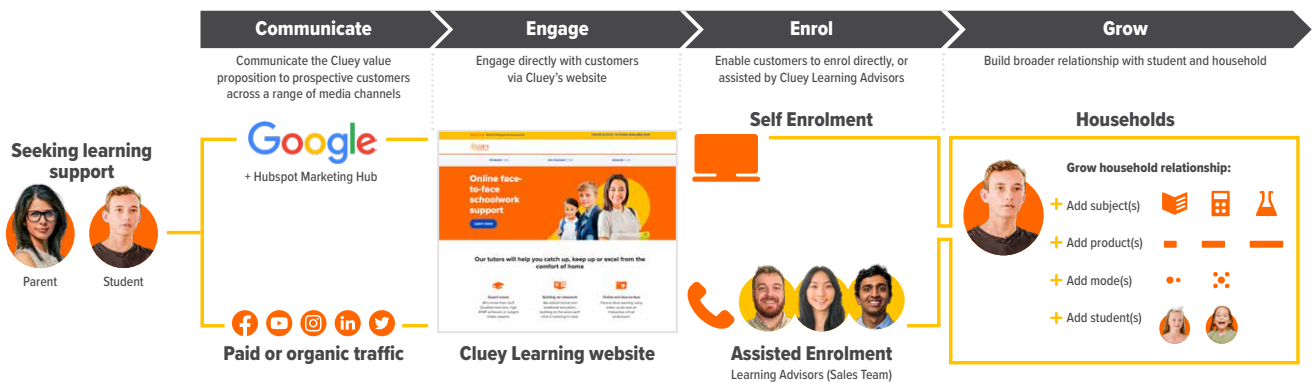 Communicate
Engage
Enrol
Grow
Communicate the Cluey value
proposition to prospective customers
across a range of media channels
Engage directly with customers
via Cluey's website
Enable customers to enrol directly, or
assisted by Cluey Learning Advisors
Build broader relationship with student and household
Seeking learning
support
Parent
Student
Google
+ Hubspot Marketing Hub
Paid or organic traffic
CLUEY
Online face-
to-face
schoolwork
support
Learn more
Our tutors will help you catch up, keep up or excel from the
comfort of home
Cluey Learning website
Self Enrolment
Assisted Enrolment
Learning Advisors (Sales Team)
Households
Grow household relationship:
+ Add subject(s)
+ Add product(s)
+ Add mode(s)
+ Add student(s)